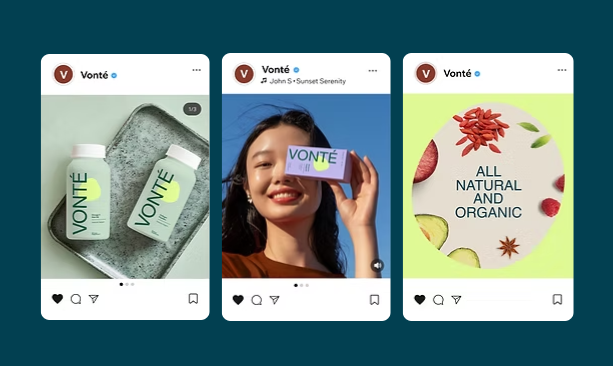 V Vonté
1/3
VONTÉ
VONTÉ
V Vonté
John S • Sunset Serenity
VONTÉ
V Vonté
ALL
NATURAL
AND
ORGANIC